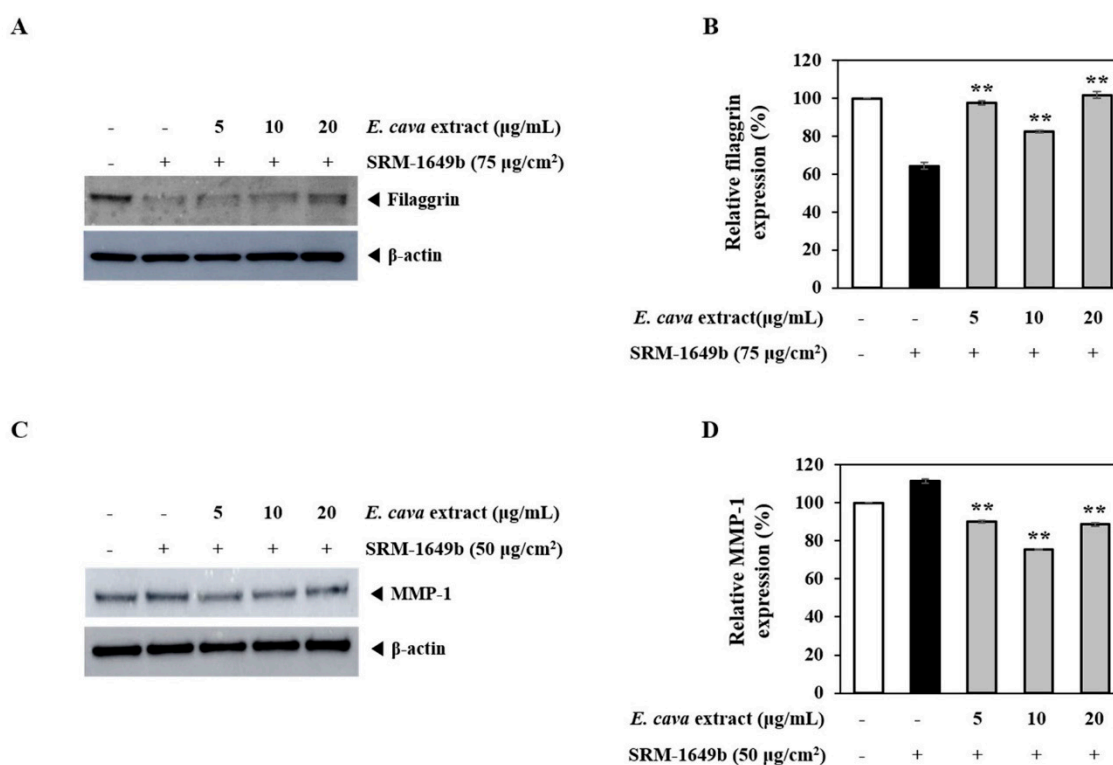 A
- - 5 10 20 E. cava extract (μg/mL)
- + + + + SRM-1649b (75 μg/cm²)
◀ Filaggrin
◀ β-actin
B
Relative filaggrin
expression (%)
120
100
80
60
40
20
0
** ** **
E. cava extract(μg/mL) - - 5 10 20
SRM-1649b (75 μg/cm²) - + + + +
C
- - 5 10 20 E. cava extract (μg/mL)
- + + + + SRM-1649b (50 μg/cm²)
◀ MMP-1
◀ β-actin
D
Relative MMP-1
expression (%)
120
100
80
60
40
20
0
** ** **
E. cava extract (μg/mL) - - 5 10 20
SRM-1649b (50 μg/cm²) - + + + +